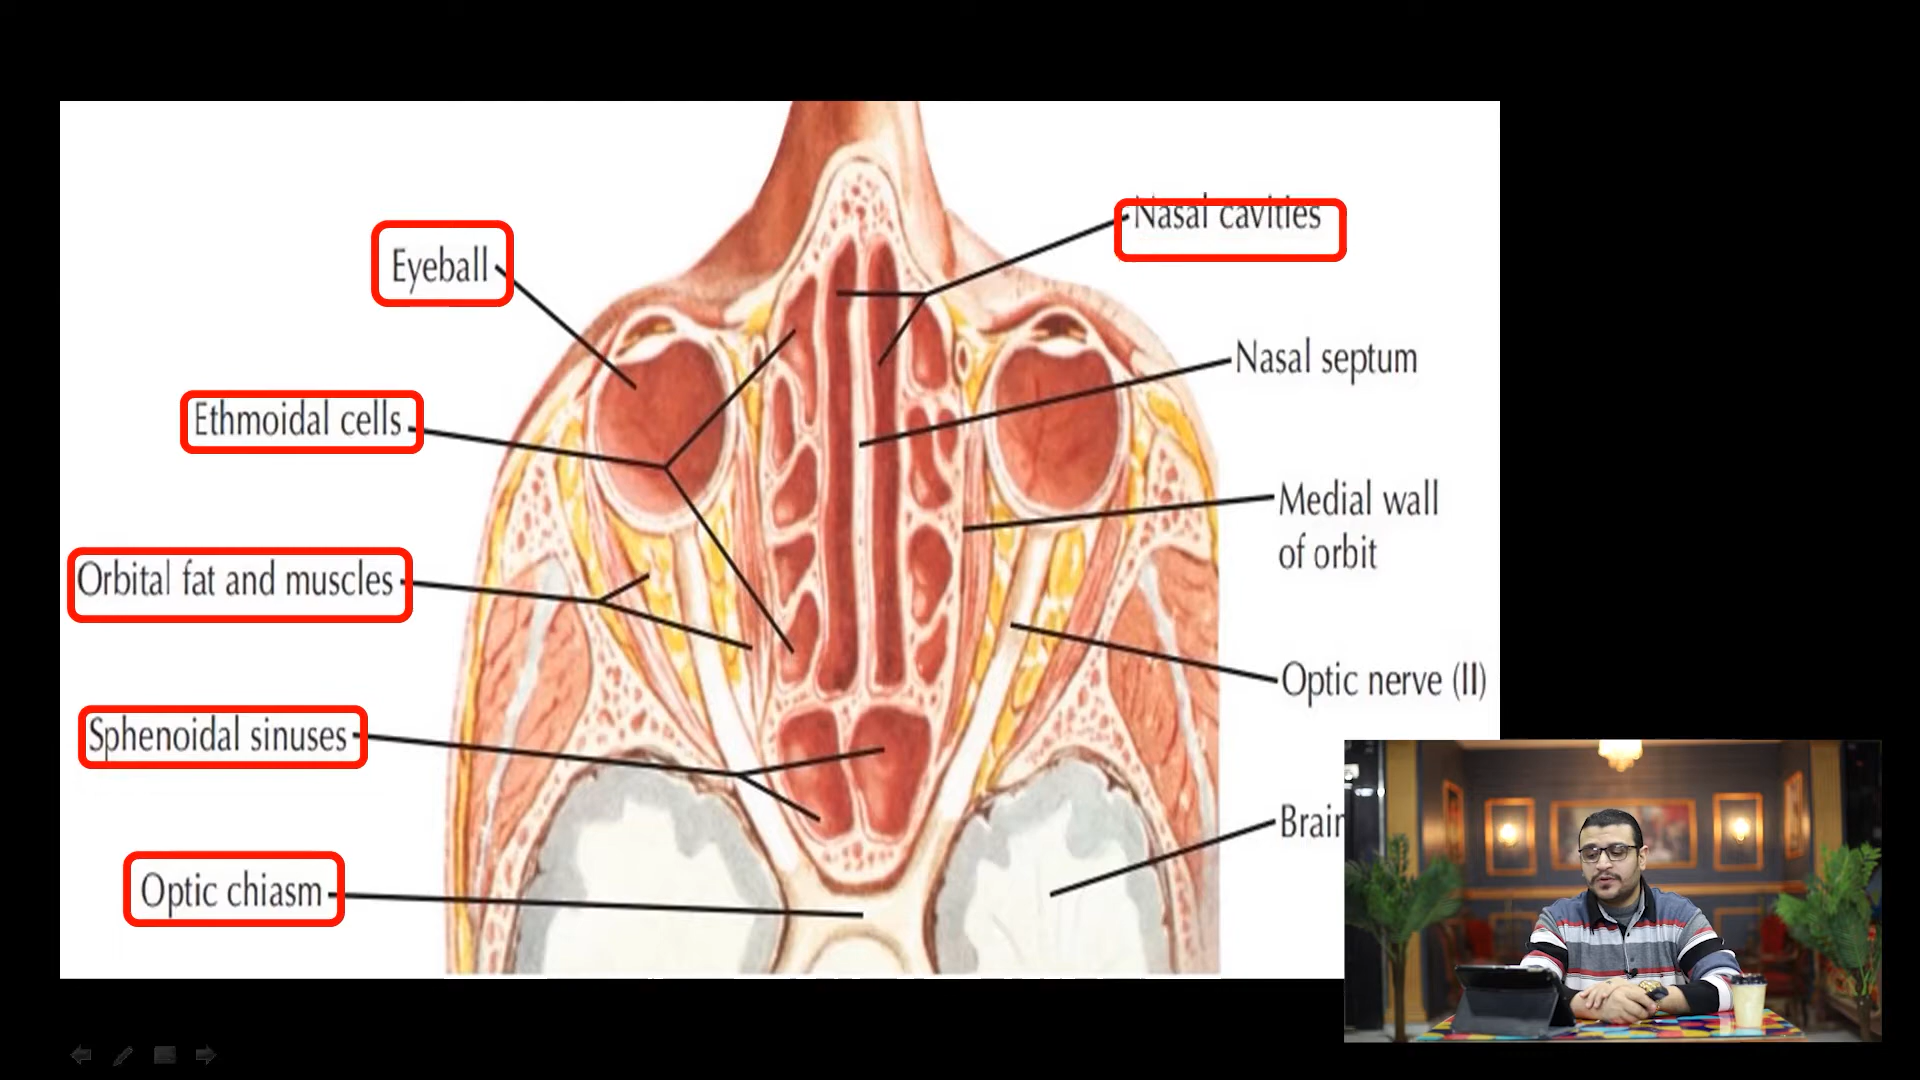 Eyeball
Ethmoidal cells
Orbital fat and muscles
Sphenoidal sinuses
Optic chiasm
Nasal cavities
Nasal septum
Medial wall
of orbit
Optic nerve (II)
Brain